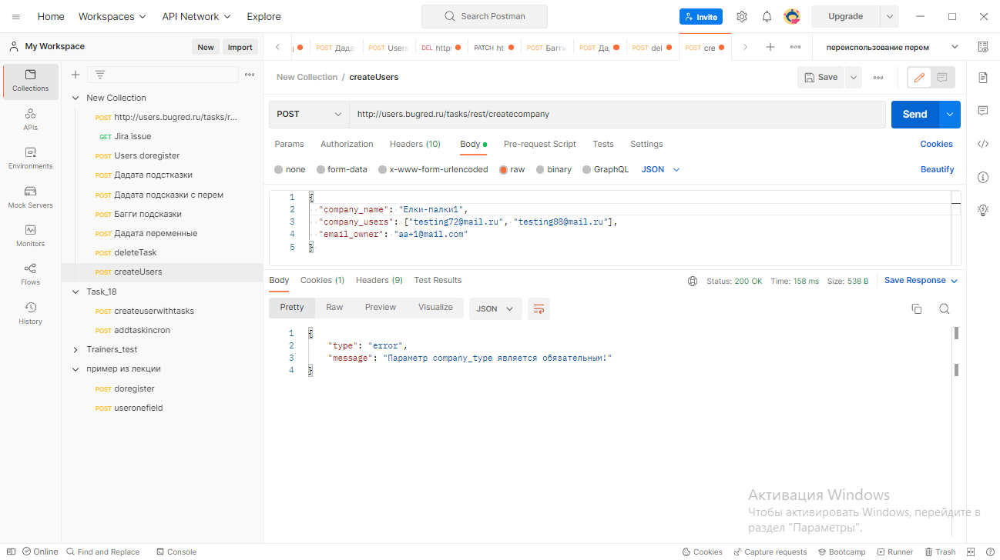 Home Workspaces API Network Explore Search Postman Invite Upgrade
My Workspace New Import
POST Дада POST Users DEL https PATCH ht POST Багги POST Да, POST del POST cre переиспользование перем
Collections
APIs
Environments
Mock Servers
Monitors
Flows
History
New Collection
POST http://users.bugred.ru/tasks/r...
GET Jira issue
POST Users doregister
POST Дадата подстткажки
POST Дадата подсказки с перем
POST Багги подсказки
POST Дадата переменные
POST deleteTask
POST createUsers
Task_18
POST createuserwithtasks
POST addtaskincron
Trainers_test
пример из лекции
POST doregister
POST useronefield
New Collection / createUsers Save
POST http://users.bugred.ru/tasks/rest/createcompany Send
Params Authorization Headers (10) Body Pre-request Script Tests Settings Cookies
none form-data x-www-form-urlencoded raw binary GraphQL JSON Beautify
1 {
2 "company_name": "Елки-палки1",
3 "company_users": ["testing72@mail.ru", "testing88@mail.ru"],
4 "email_owner": "aa+1@mail.com"
5 }
Body Cookies (1) Headers (9) Test Results Status: 200 OK Time: 158 ms Size: 538 B Save Response
Pretty Raw Preview Visualize JSON
1 {
2 "type": "error",
3 "message": "Параметр company_type является обязательным!"
4 }
Активация Windows
Чтобы активировать Windows, перейдите в
раздел "Параметры".
Online Find and Replace Console Cookies Capture requests Bootcamp Runner Trash